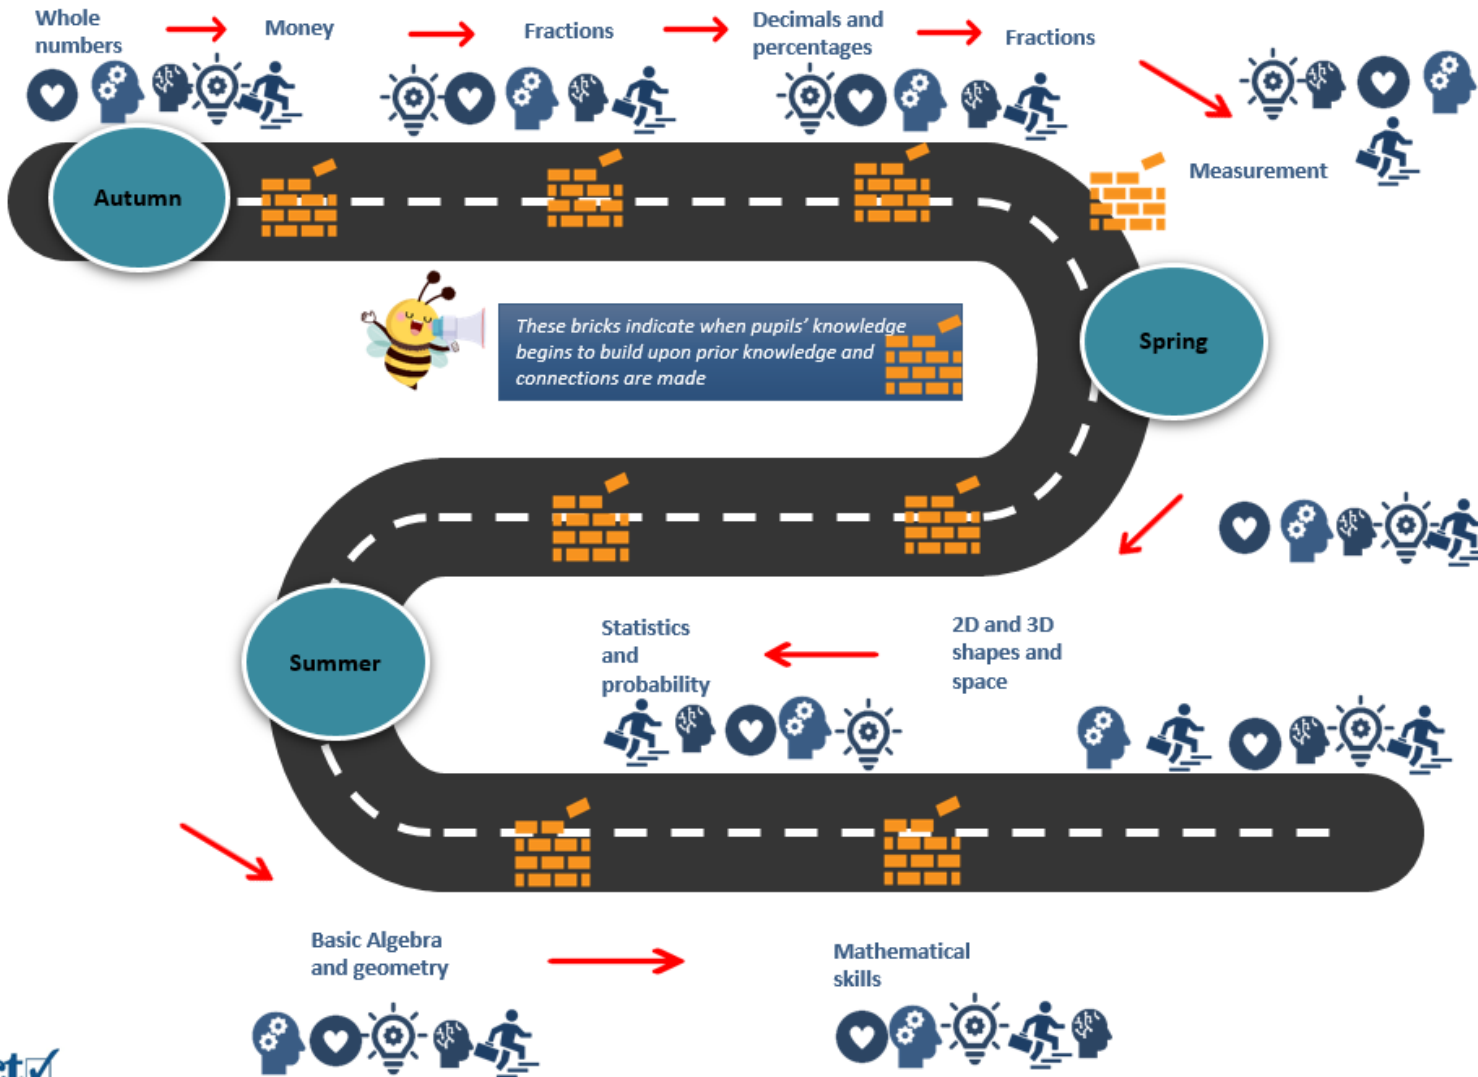 Whole
numbers
Money
Fractions
Decimals and
percentages
Fractions
Measurement
Autumn
These bricks indicate when pupils’ knowledge
begins to build upon prior knowledge and
connections are made
Spring
Summer
Statistics
and
probability
2D and 3D
shapes and
space
Basic Algebra
and geometry
Mathematical
skills
ct